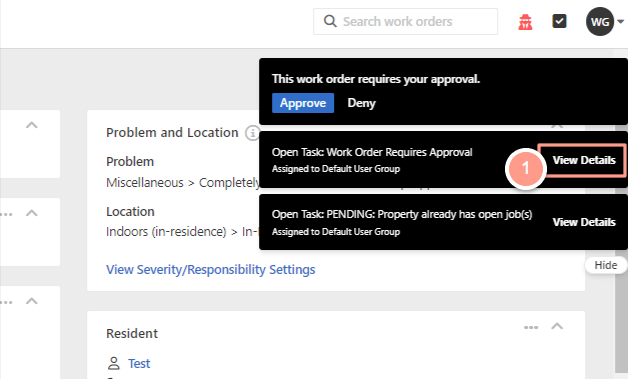 Search work orders
WG
This work order requires your approval.
Approve
Deny
Problem and Location
Open Task: Work Order Requires Approval
Assigned to Default User Group
1
View Details
Problem
Miscellaneous > Completely
Location
Open Task: PENDING: Property already has open job(s)
Assigned to Default User Group
View Details
Indoors (in-residence) >
View Severity/Responsibility Settings
Hide
Resident
Test